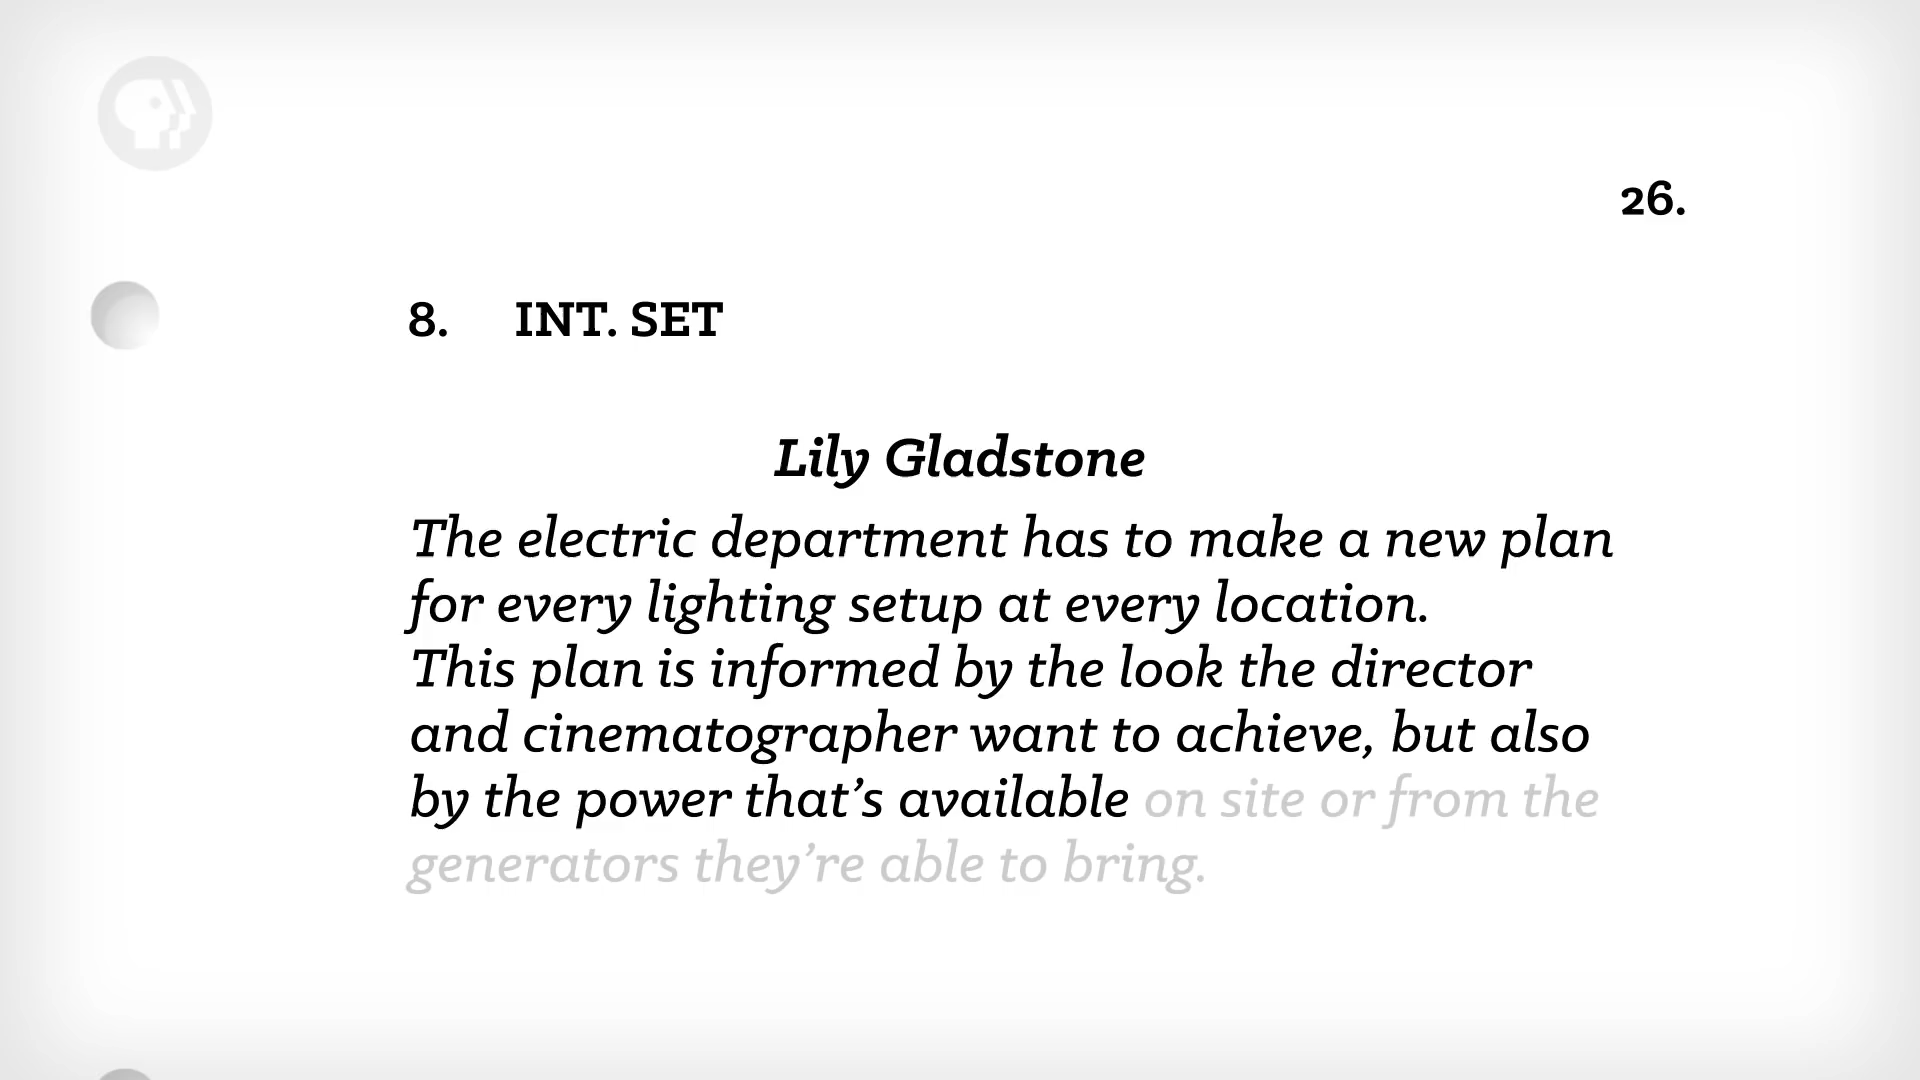 26.
8. INT. SET
Lily Gladstone
The electric department has to make a new plan
for every lighting setup at every location.
This plan is informed by the look the director
and cinematographer want to achieve, but also
by the power that’s available on site or from the
generators they’re able to bring.